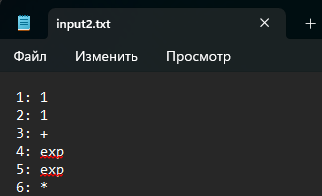 input2.txt
Файл Изменить Просмотр
1: 1
2: 1
3: +
4: exp
5: exp
6: *